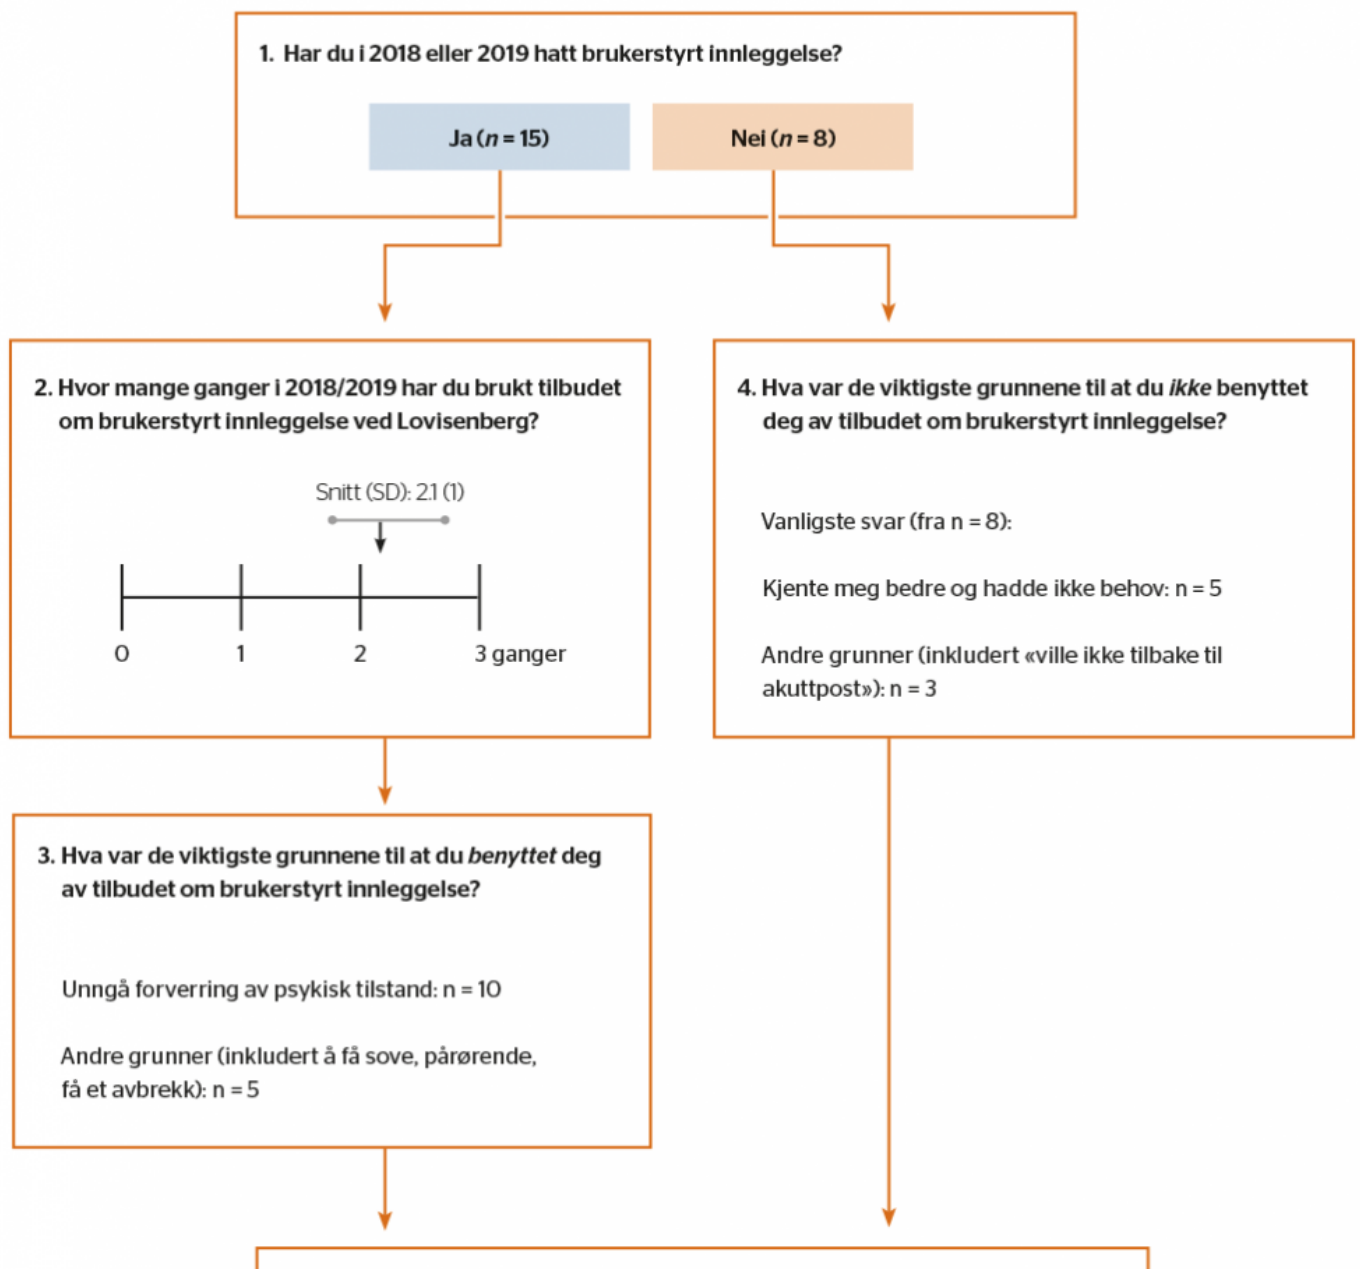 1. Har du i 2018 eller 2019 hatt brukerstyrt innleggelse?
Ja (n = 15)
Nei (n = 8)
2. Hvor mange ganger i 2018/2019 har du brukt tilbudet
om brukerstyrt innleggelse ved Lovisenberg?
Snitt (SD): 2.1 (1)
0 1 2 3 ganger
4. Hva var de viktigste grunnene til at du ikke benyttet
deg av tilbudet om brukerstyrt innleggelse?
Vanligste svar (fra n = 8):
Kjente meg bedre og hadde ikke behov: n = 5
Andre grunner (inkludert «ville ikke tilbake til
akuttpost»): n = 3
3. Hva var de viktigste grunnene til at du benyttet deg
av tilbudet om brukerstyrt innleggelse?
Unngå forverring av psykisk tilstand: n = 10
Andre grunner (inkludert å få sove, pårørende,
få et avbrekk): n = 5